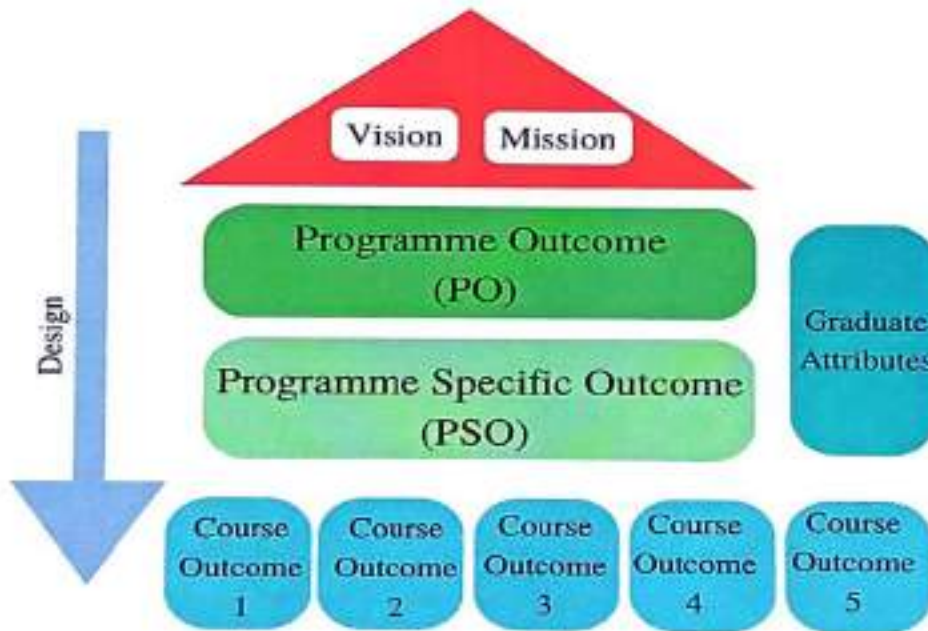 Vision
Mission
Programme Outcome
(PO)
Programme Specific Outcome
(PSO)
Graduate
Attributes
Design
Course
Outcome
1
Course
Outcome
2
Course
Outcome
3
Course
Outcome
4
Course
Outcome
5